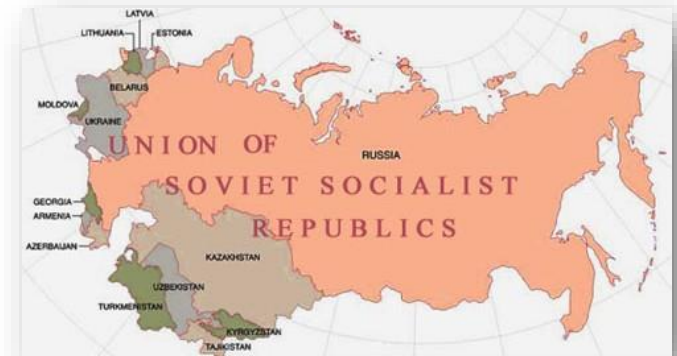 LATVIA
LITHUANIA
ESTONIA
BELARUS
MOLDOVA
UKRAINE
UNION OF
RUSSIA
SOVIET SOCIALIST
GEORGIA
ARMENIA
REPUBLICS
AZERBAIJAN
KAZAKHSTAN
UZBEKISTAN
TURKMENISTAN
KYRGYZSTAN
TAJIKISTAN